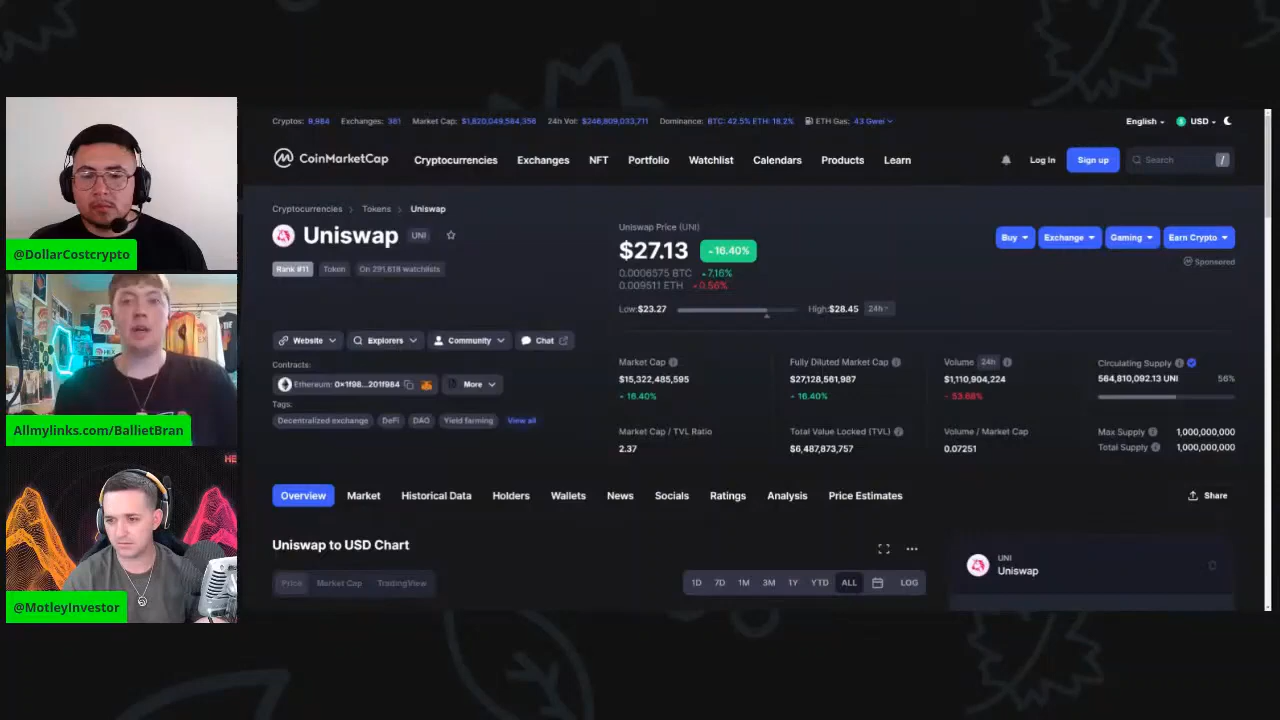 @DollarCostcrypto
Allmylinks.com/BallietBran
HE
@MotleyInvestor
Cryptos: 9,984 Exchanges: 381 Market Cap: $1,820,049,584,356 24h Vol: $246,809,033,711 Dominance: BTC: 42.5% ETH: 18.2% ETH Gas: 43 Gwei
English USD
CoinMarketCap Cryptocurrencies Exchanges NFT Portfolio Watchlist Calendars Products Learn Log In Sign up Search /
Cryptocurrencies Tokens Uniswap
Uniswap UNI
Rank #11 Token On 291,618 watchlists
Uniswap Price (UNI)
$27.13 16.40%
0.0006575 BTC 7.16%
0.009511 ETH 0.56%
Low: $23.27 High: $28.45 24h
Buy Exchange Gaming Earn Crypto
Sponsored
Website Explorers Community Chat
Contracts:
Ethereum: 0x1f98...201f984 More
Tags:
Decentralized exchange DeFi DAO Yield farming View all
Market Cap
$15,322,485,595
16.40%
Fully Diluted Market Cap
$27,128,561,987
16.40%
Volume 24h
$1,110,904,224
53.68%
Circulating Supply
564,810,092.13 UNI 56%
Market Cap / TVL Ratio
2.37
Total Value Locked (TVL)
$6,487,873,757
Volume / Market Cap
0.07251
Max Supply 1,000,000,000
Total Supply 1,000,000,000
Overview Market Historical Data Holders Wallets News Socials Ratings Analysis Price Estimates Share
Uniswap to USD Chart
Price Market Cap TradingView
1D 7D 1M 3M 1Y YTD ALL LOG
UNI
Uniswap